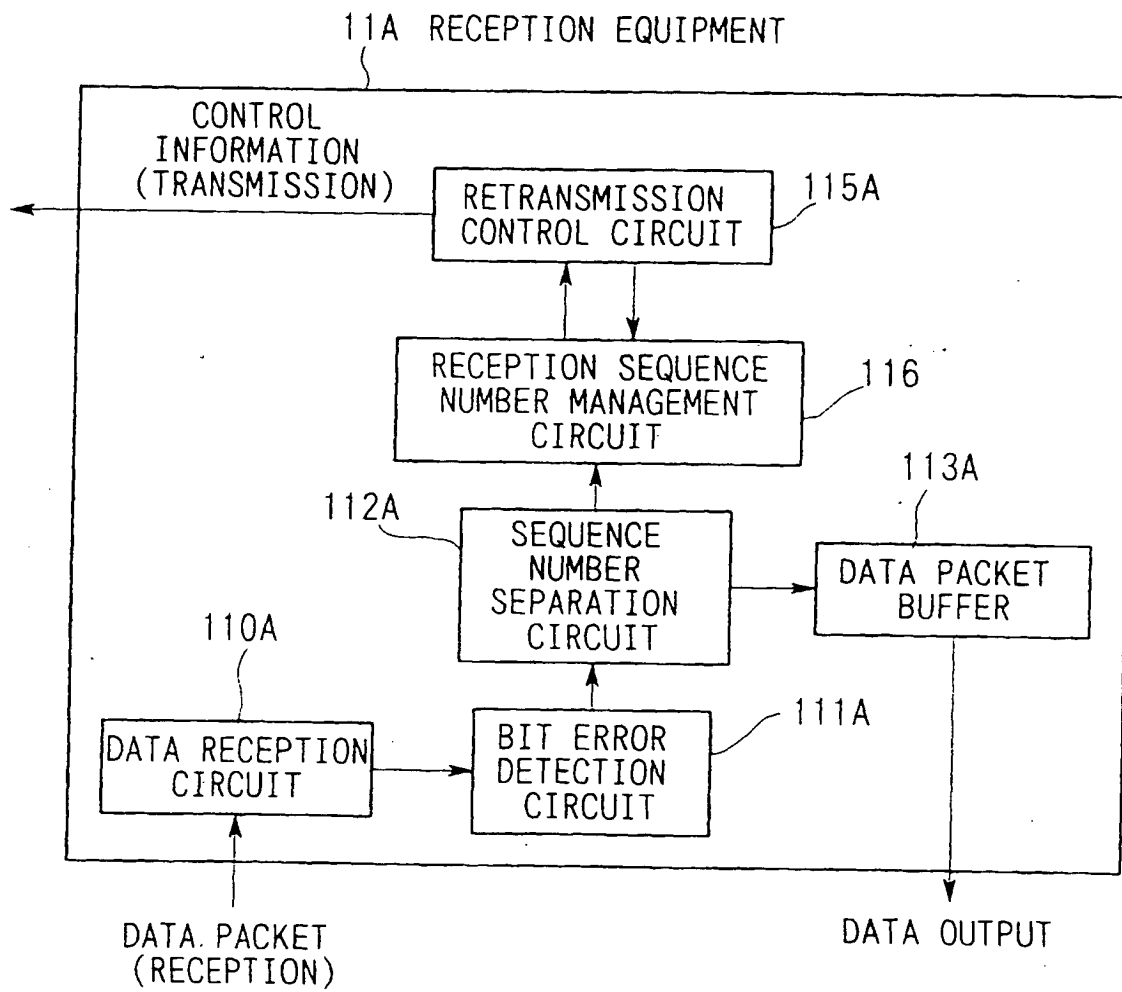 11A RECEPTION EQUIPMENT
CONTROL
INFORMATION
(TRANSMISSION)
RETRANSMISSION
CONTROL CIRCUIT
115A
RECEPTION SEQUENCE
NUMBER MANAGEMENT
CIRCUIT
116
113A
112A
SEQUENCE
NUMBER
SEPARATION
CIRCUIT
DATA PACKET
BUFFER
110A
111A
DATA RECEPTION
CIRCUIT
BIT ERROR
DETECTION
CIRCUIT
DATA PACKET
(RECEPTION)
DATA OUTPUT